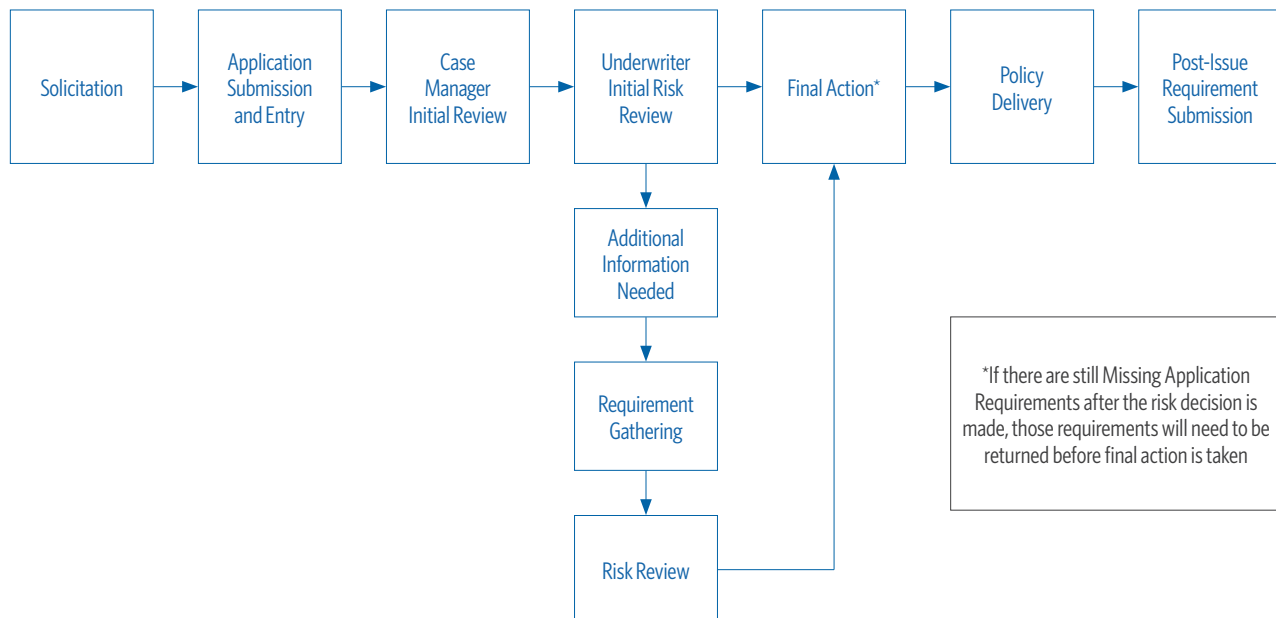 Solicitation
Application
Submission
and Entry
Case
Manager
Initial Review
Underwriter
Initial Risk
Review
Final Action*
Policy
Delivery
Post-Issue
Requirement
Submission
Additional
Information
Needed
Requirement
Gathering
Risk Review
*If there are still Missing Application
Requirements after the risk decision is
made, those requirements will need to be
returned before final action is taken